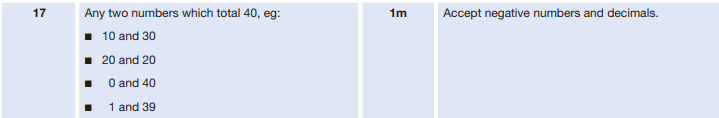 17 Any two numbers which total 40, eg: 1m Accept negative numbers and decimals.
■ 10 and 30
■ 20 and 20
■ 0 and 40
■ 1 and 39